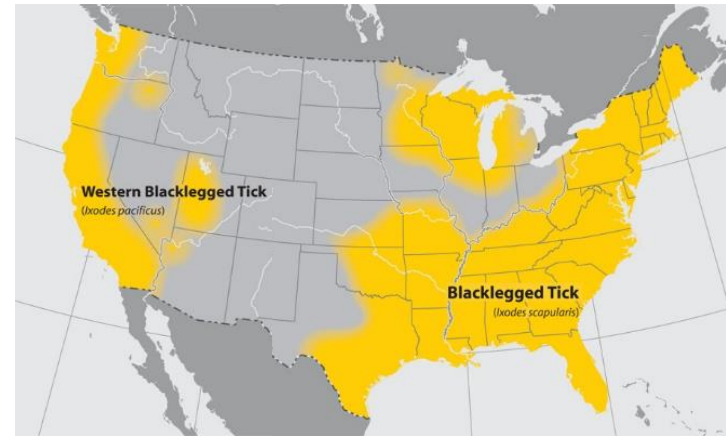 Western Blacklegged Tick
(Ixodes pacificus)
Blacklegged Tick
(Ixodes scapularis)